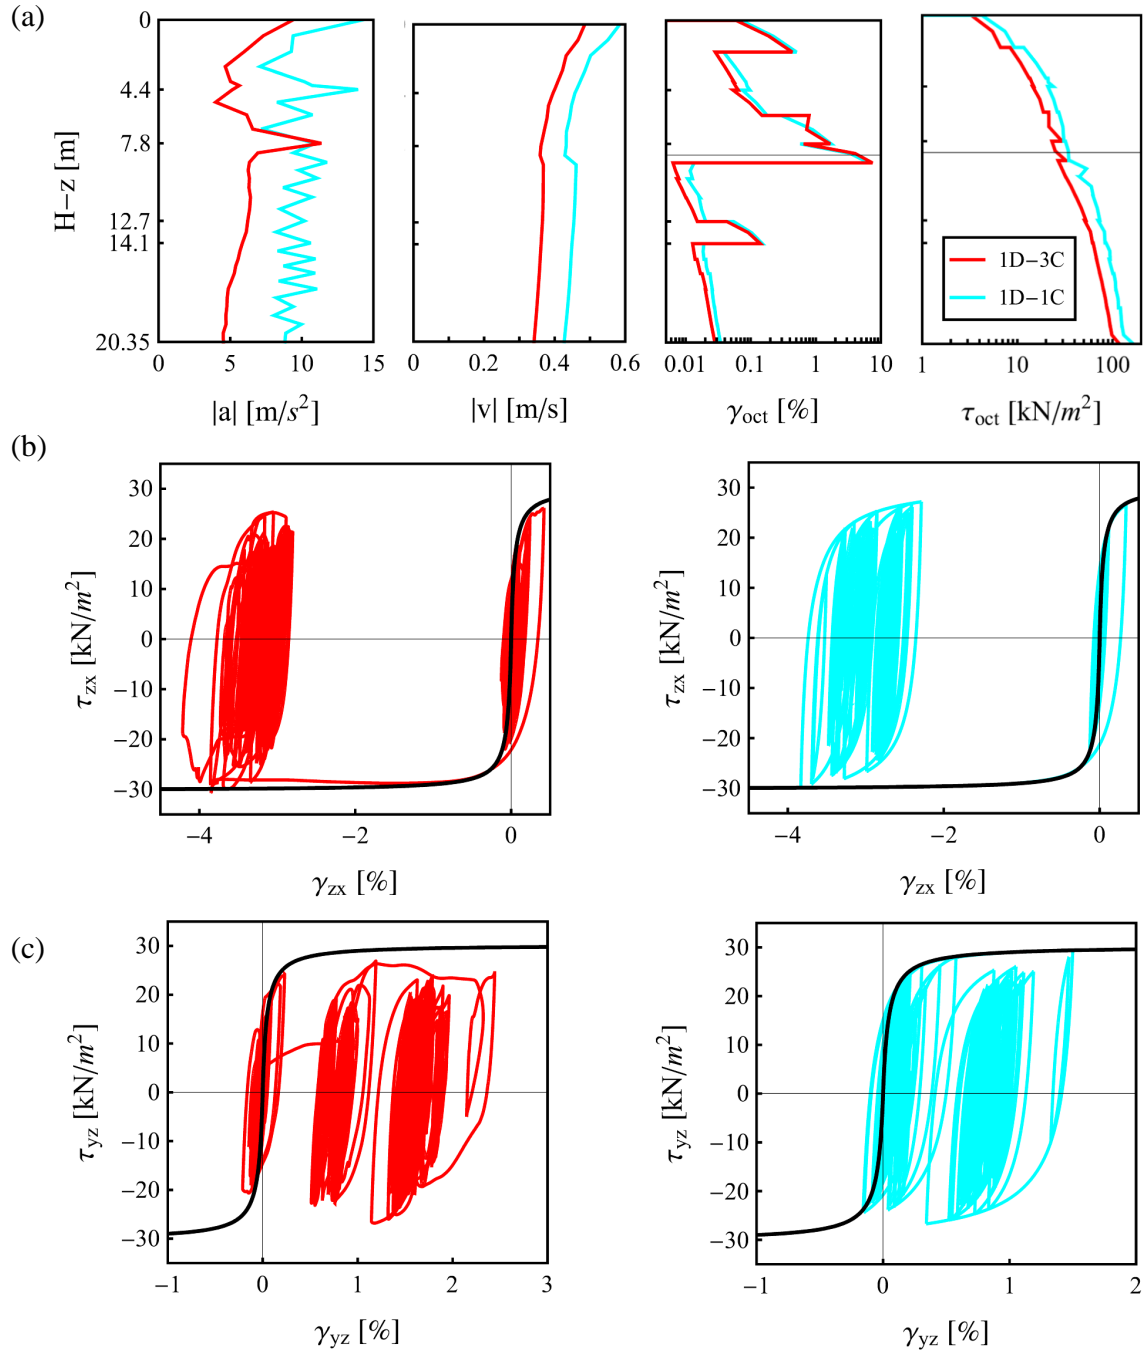 (a)
H−z [m]
0
4.4
7.8
12.7
14.1
20.35
0 5 10 15
0 0.2 0.4 0.6
0.01 0.1 1 10
1 10 100
1D−3C
1D−1C
|a| [m/s²]
|v| [m/s]
γoct [%]
τoct [kN/m²]
(b)
τzx [kN/m²]
30
20
10
0
−10
−20
−30
−4 −2 0
γzx [%]
τzx [kN/m²]
30
20
10
0
−10
−20
−30
−4 −2 0
γzx [%]
(c)
τyz [kN/m²]
30
20
10
0
−10
−20
−30
−1 0 1 2 3
γyz [%]
τyz [kN/m²]
30
20
10
0
−10
−20
−30
−1 0 1 2
γyz [%]